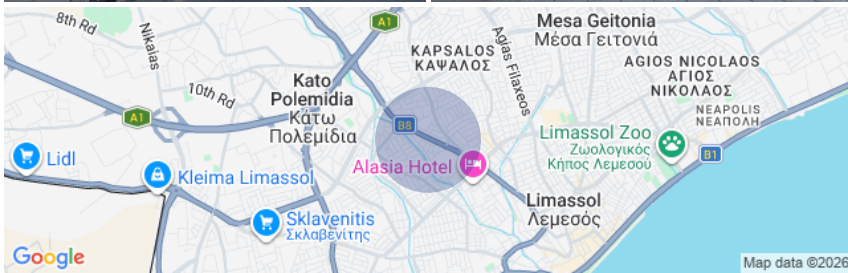 8th Rd
Nikaias
A1
Mesa Geitonia
Μέσα Γειτονιά
KAPSALOS
ΚΑΨΑΛΟΣ
Agias Filaxeos
AGIOS NICOLAOS
ΑΓΙΟΣ
ΝΙΚΟΛΑΟΣ
Kato
Polemidia
Κάτω
Πολεμίδια
10th Rd
A1
NEAPOLIS
ΝΕΑΠΟΛΗ
B8
Limassol Zoo
Ζωολογικός
Κήπος Λεμεσού
B1
Lidl
Kleima Limassol
Alasia Hotel
Limassol
Λεμεσός
Sklavenitis
Σκλαβενίτης
Google
Map data ©2026